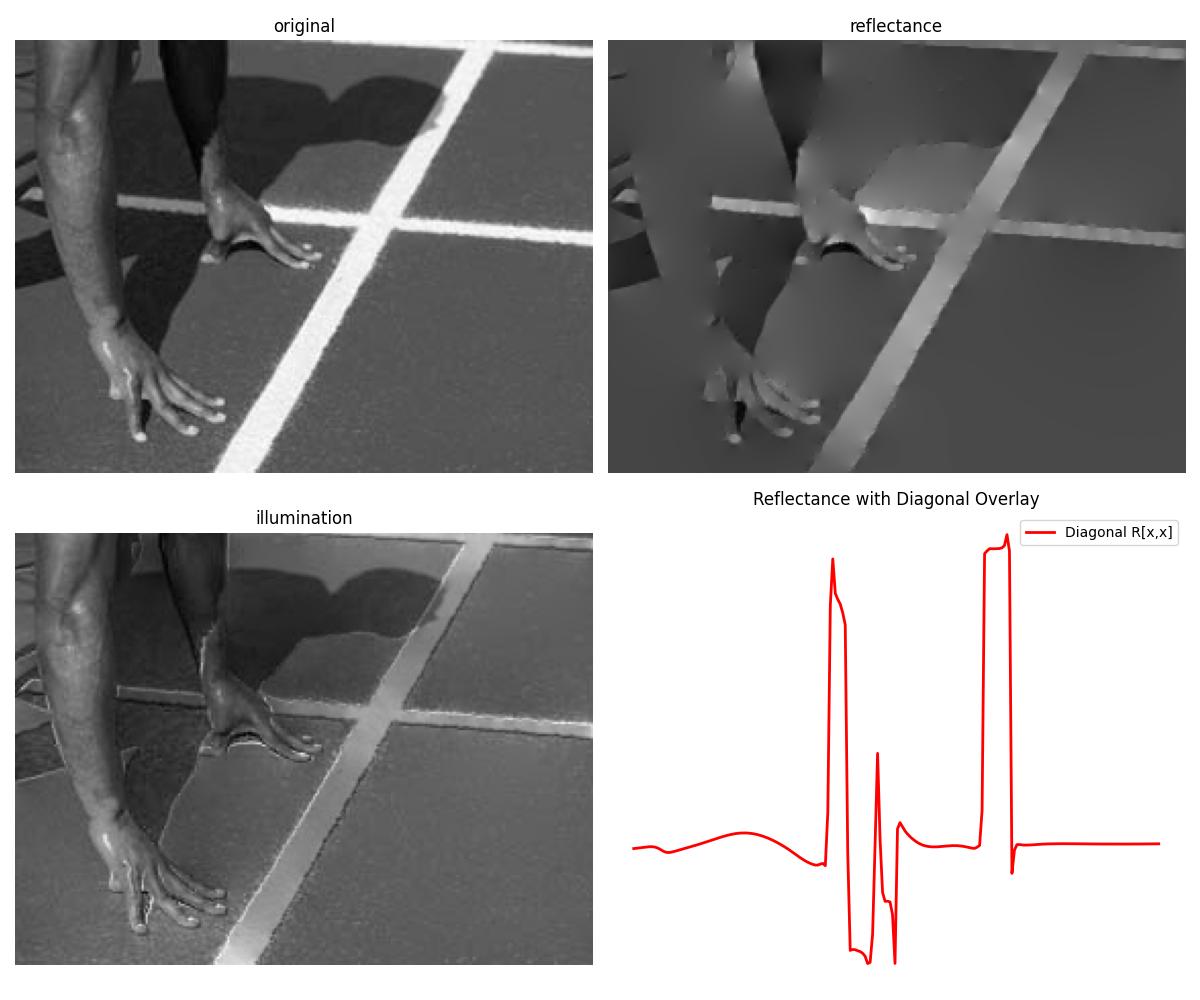 original
reflectance
illumination
Reflectance with Diagonal Overlay
Diagonal R[x,x]